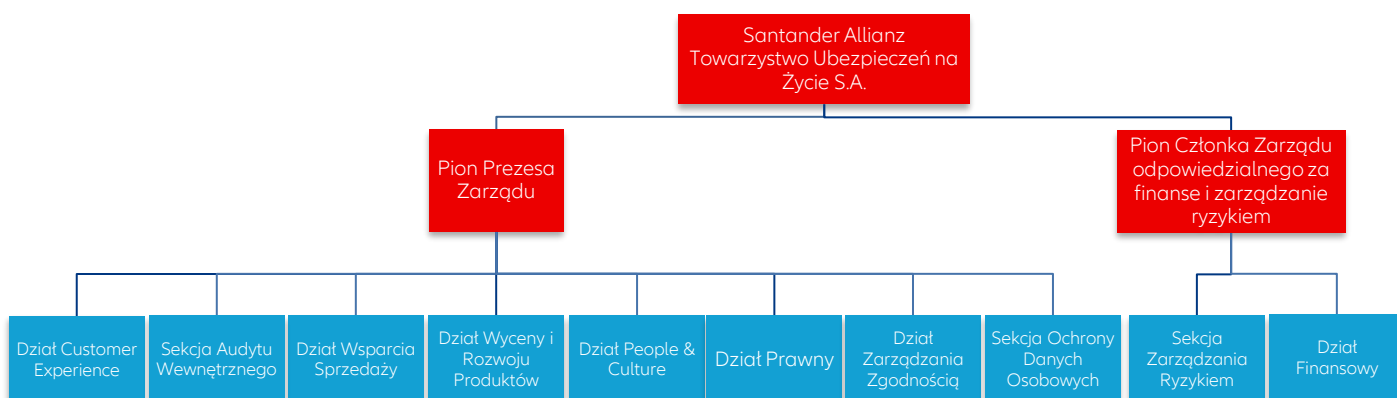 Santander Allianz
Towarzystwo Ubezpieczeń na
Życie S.A.
Pion Prezesa
Zarządu
Pion Członka Zarządu
odpowiedzialnego za
finanse i zarządzanie
ryzykiem
Dział Customer
Experience
Sekcja Audytu
Wewnętrznego
Dział Wsparcia
Sprzedaży
Dział Wyceny i
Rozwoju
Produktów
Dział People &
Culture
Dział Prawny
Dział
Zarządzania
Zgodnością
Sekcja Ochrony
Danych
Osobowych
Sekcja
Zarządzania
Ryzykiem
Dział
Finansowy